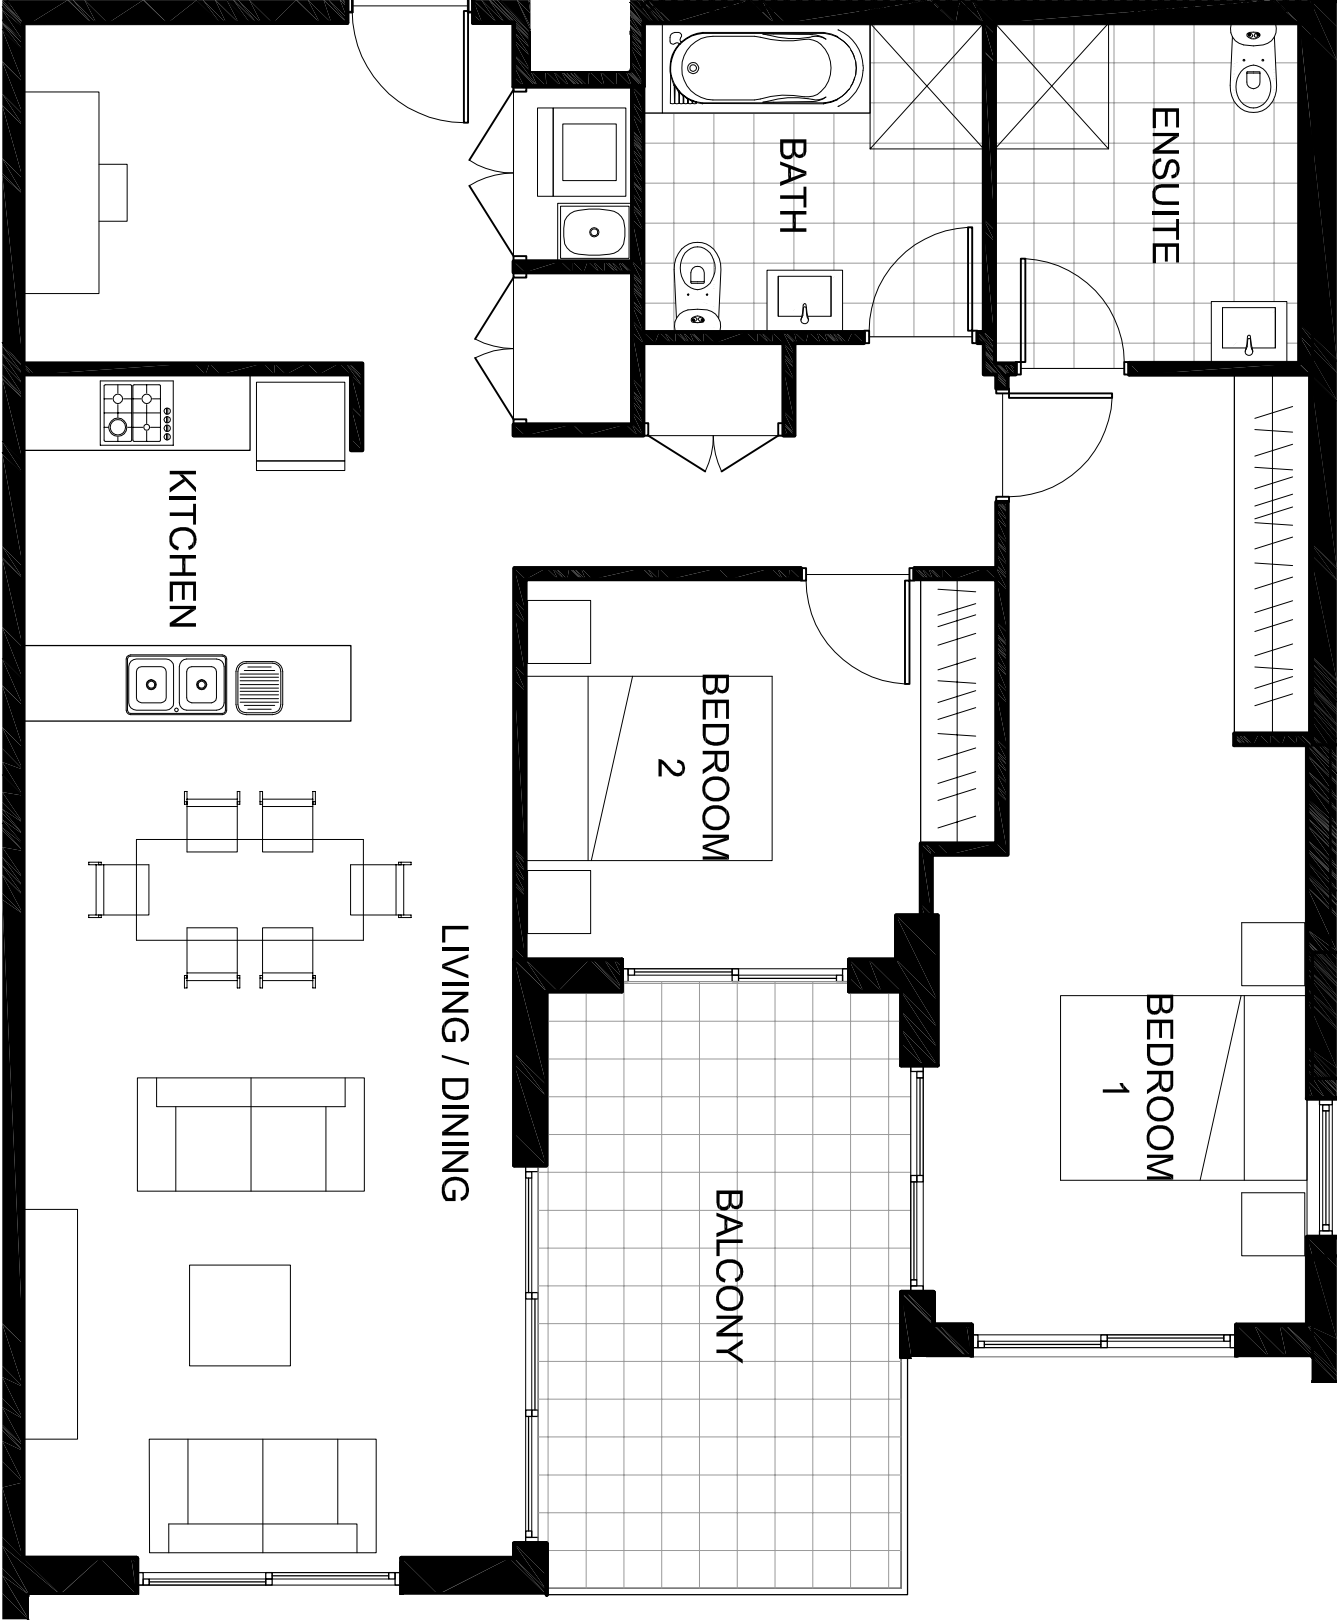 BATH
ENSUITE
KITCHEN
BEDROOM
2
LIVING / DINING
BEDROOM
1
BALCONY